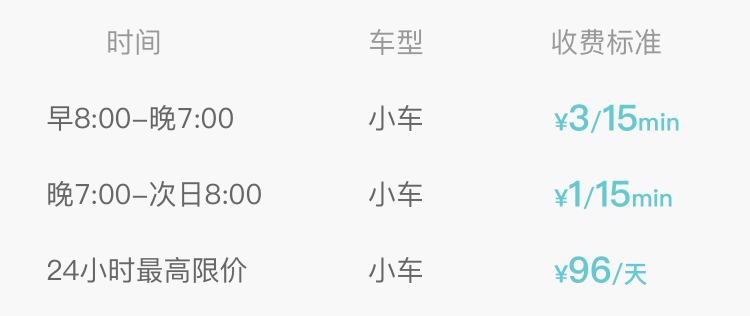 时间 车型 收费标准
早8:00-晚7:00 小车 ¥3/15min
晚7:00-次日8:00 小车 ¥1/15min
24小时最高限价 小车 ¥96/天